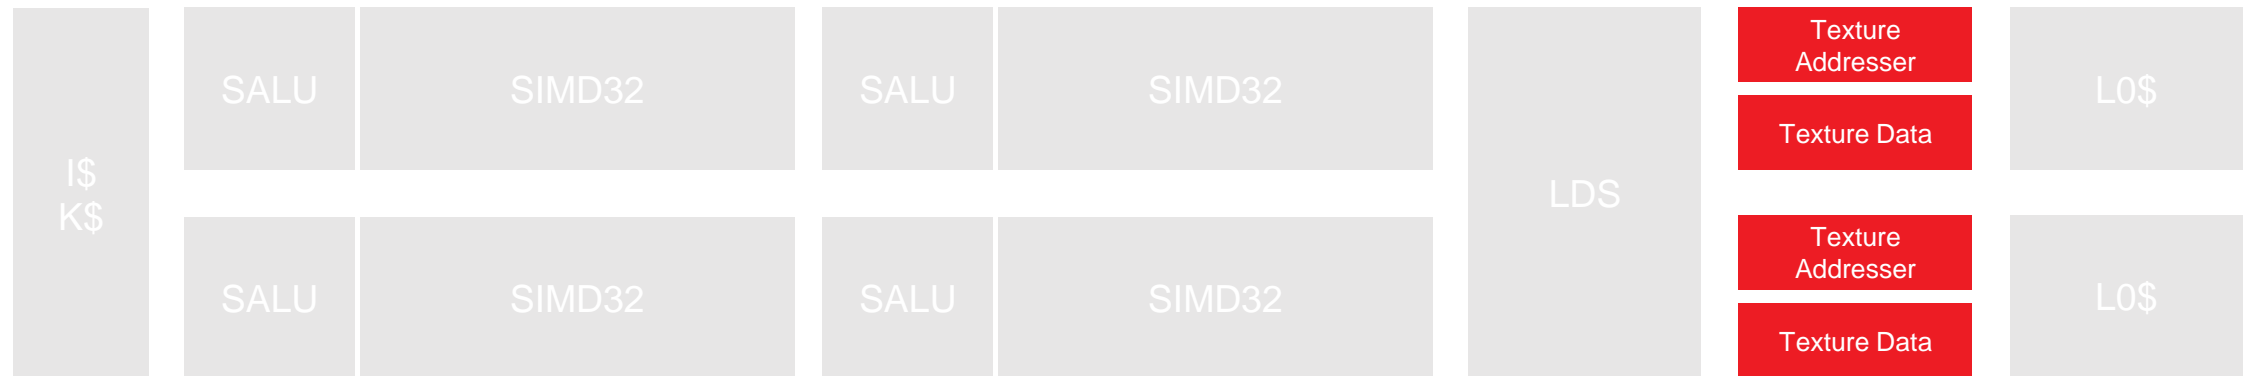 I$
K$
SALU
SIMD32
SALU
SIMD32
SALU
SIMD32
SALU
SIMD32
LDS
Texture
Addresser
Texture Data
Texture
Addresser
Texture Data
L0$
L0$